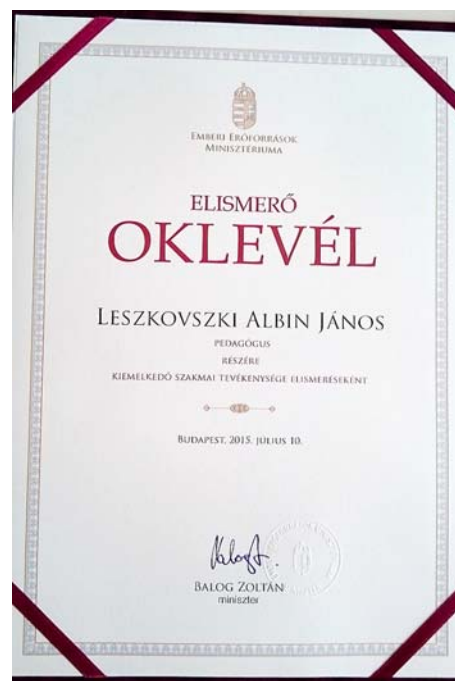 EMBERI ERŐFORRÁSOK
MINISZTÉRIUMA
ELISMERŐ
OKLEVÉL
LESZKOVSZKI ALBIN JÁNOS
PEDAGÓGUS
RÉSZÉRE
KIEMELKEDŐ SZAKMAI TEVÉKENYSÉGE ELISMERÉSEKÉNT
BUDAPEST, 2015. JÚLIUS 10.
BALOG ZOLTÁN
miniszter